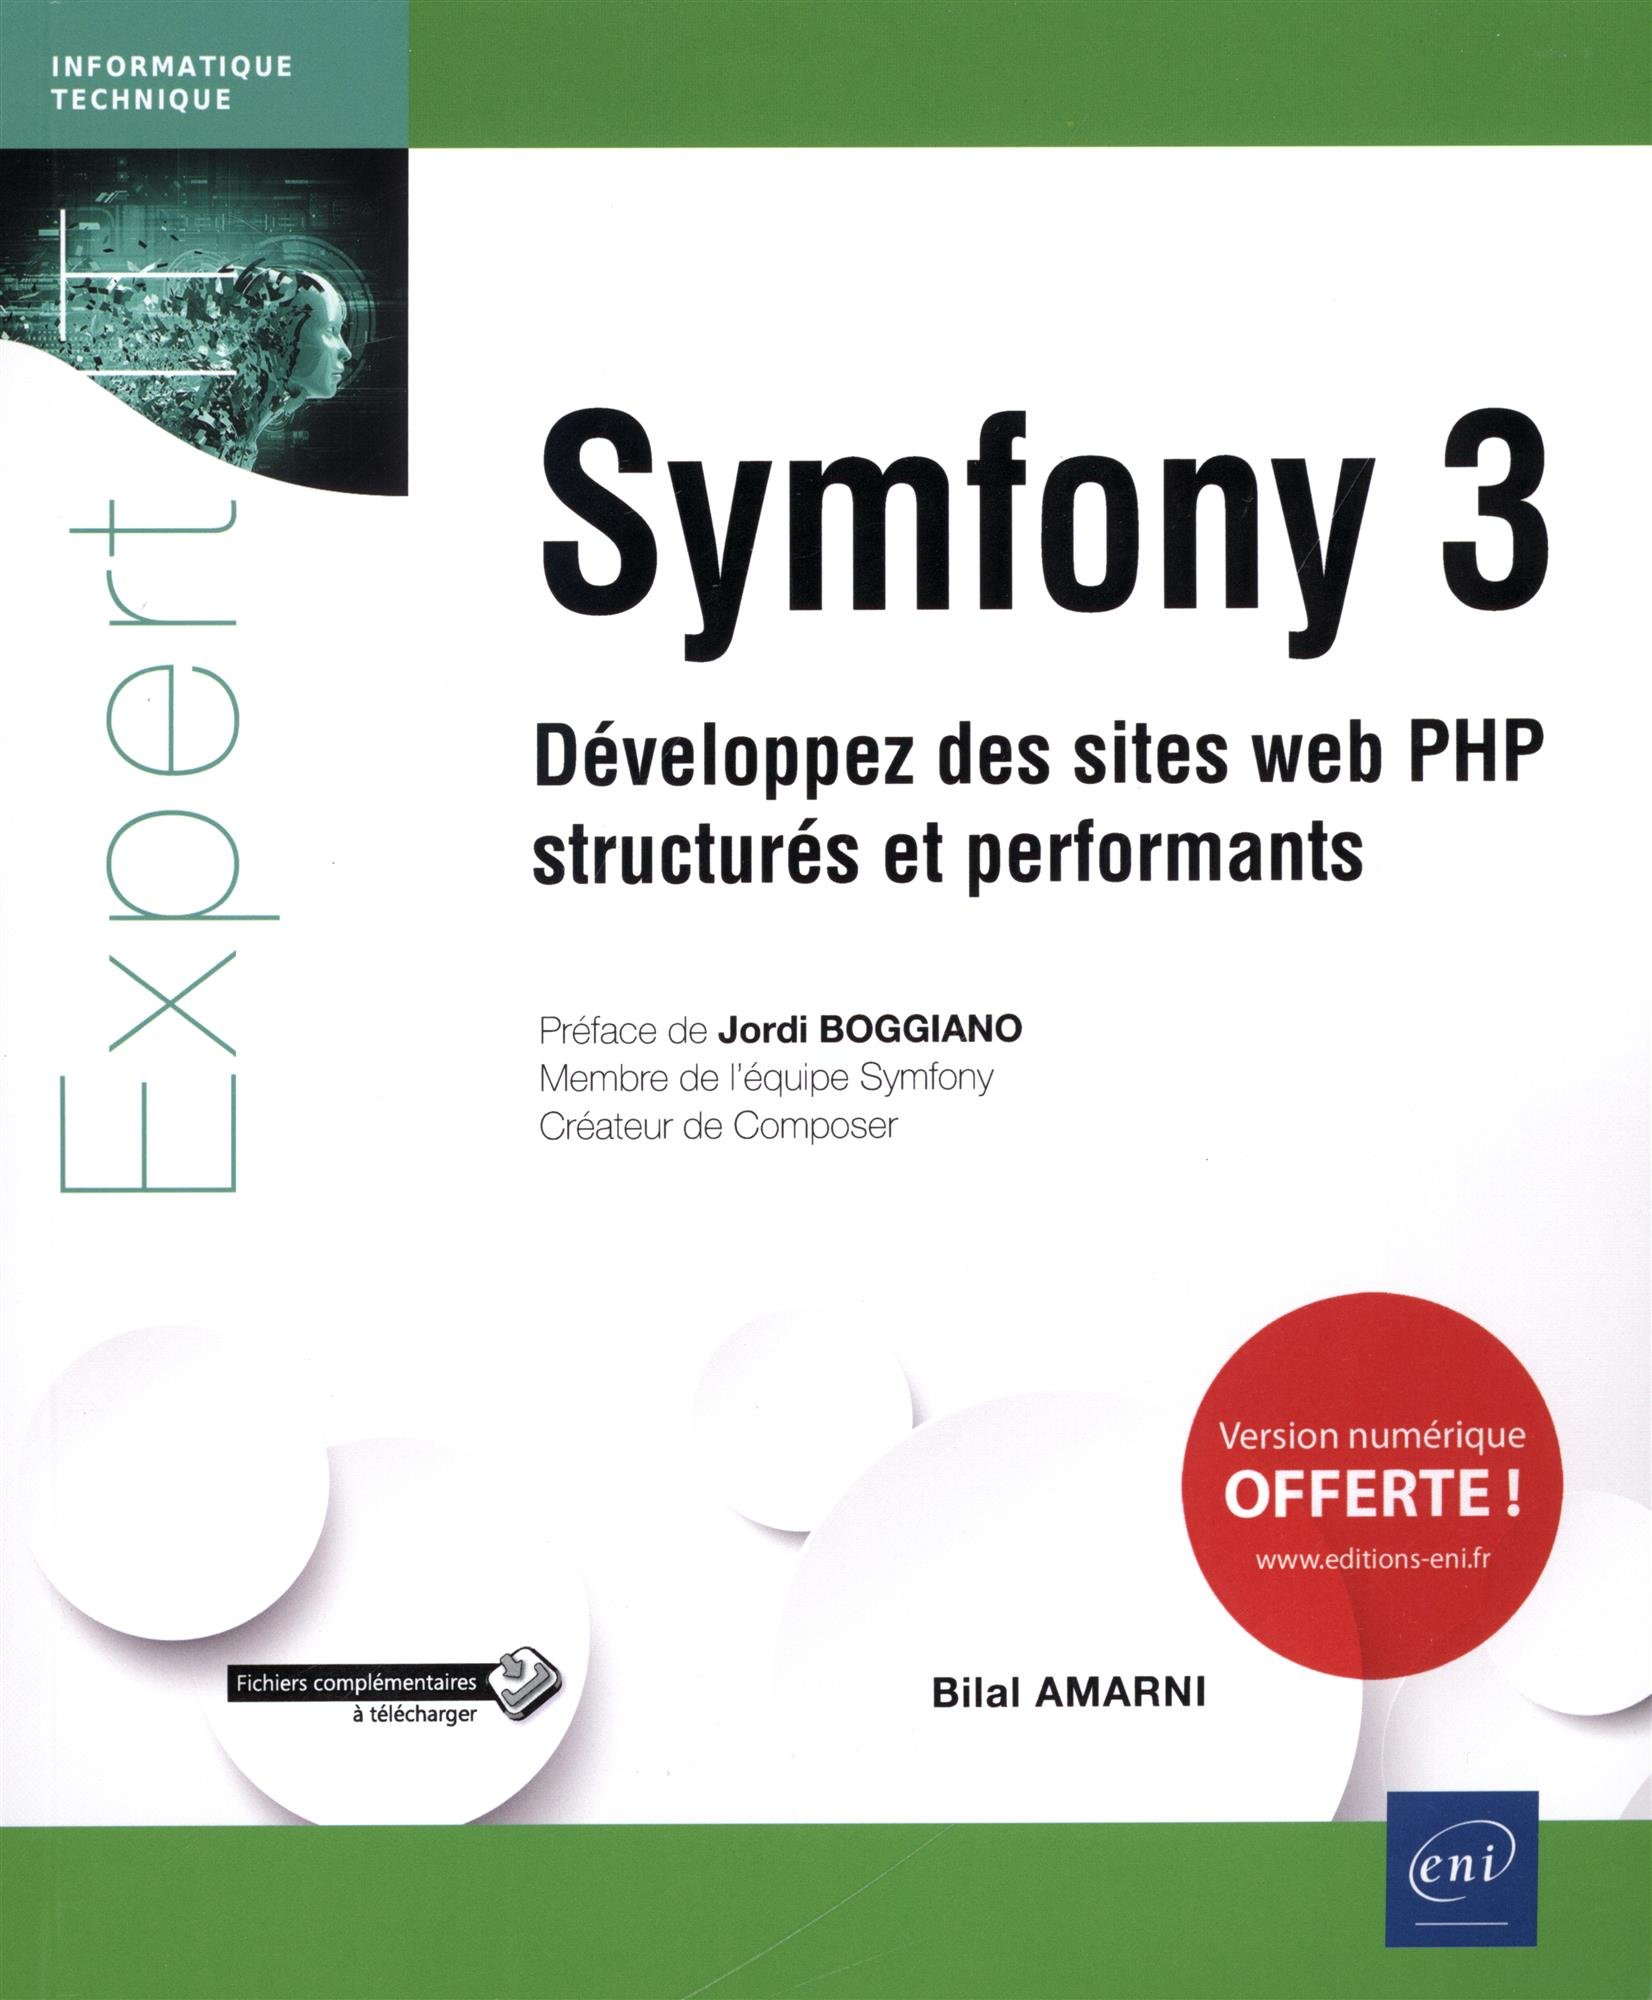 INFORMATIQUE
TECHNIQUE
Expert IT
Symfony 3
Développez des sites web PHP
structurés et performants
Préface de Jordi BOGGIANO
Membre de l'équipe Symfony
Créateur de Composer
Version numérique
OFFERTE !
www.editions-eni.fr
Fichiers complémentaires
à télécharger
Bilal AMARNI
eni